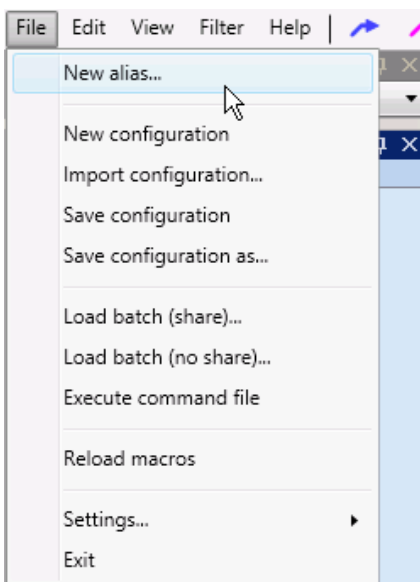 File Edit View Filter Help
New alias...
New configuration
Import configuration...
Save configuration
Save configuration as...
Load batch (share)...
Load batch (no share)...
Execute command file
Reload macros
Settings...
Exit